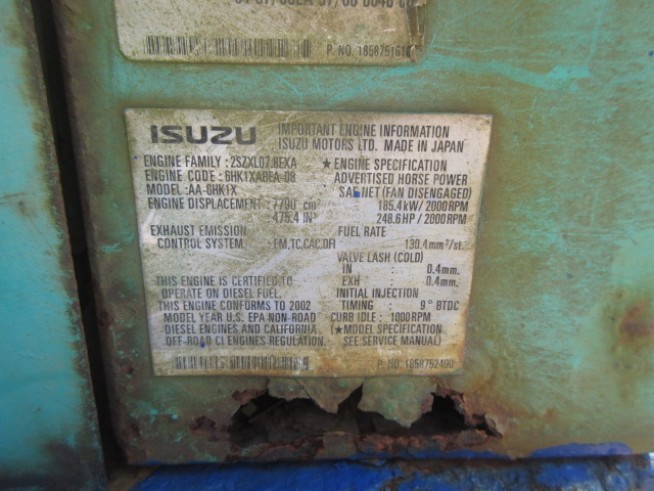 P. NO. 185875151
ISUZU
IMPORTANT ENGINE INFORMATION
ISUZU MOTORS LTD. MADE IN JAPAN
ENGINE FAMILY : 2SZXL07.8EXA
ENGINE CODE : 6HK1XABEA-08
MODEL: AA-6HK1X
ENGINE DISPLACEMENT : 7790 cm³
: 475.4 IN³
EXHAUST EMISSION
CONTROL SYSTEM : EM,TC,CAC,DFI
THIS ENGINE IS CERTIFIED TO
OPERATE ON DIESEL FUEL.
THIS ENGINE CONFORMS TO 2002
MODEL YEAR U.S. EPA NON-ROAD
DIESEL ENGINES AND CALIFORNIA
OFF-ROAD CI ENGINES REGULATION.
★ ENGINE SPECIFICATION
ADVERTISED HORSE POWER
SAE NET (FAN DISENGAGED)
185.4kW/2000RPM
248.6HP/2000RPM
FUEL RATE
130.4mm³/st.
VALVE LASH (COLD)
IN : 0.4mm.
EXH : 0.4mm.
INITIAL INJECTION
TIMING : 9° BTDC
CURB IDLE : 1000RPM
(★MODEL SPECIFICATION
SEE SERVICE MANUAL)
P. NO. 1858752490